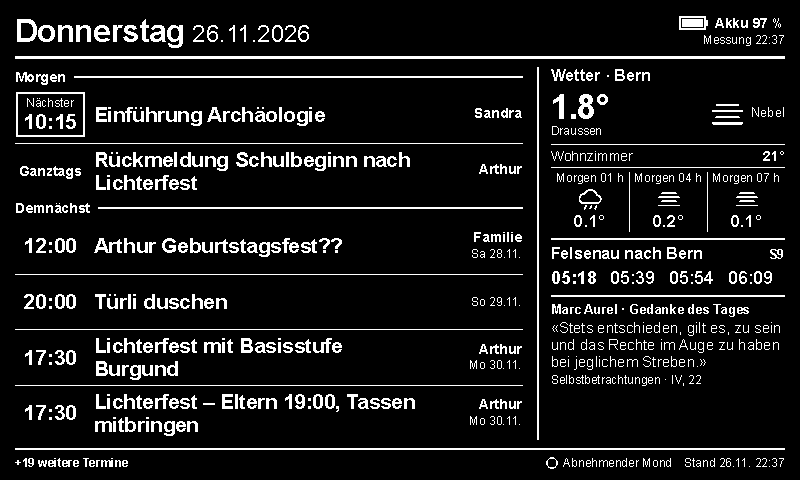 Donnerstag 26.11.2026
Akku 97 %
Messung 22:37
Morgen
Nächster
10:15
Einführung Archäologie
Sandra
Ganztags
Rückmeldung Schulbeginn nach
Lichterfest
Arthur
Demnächst
12:00
Arthur Geburtstagsfest??
Familie
Sa 28.11.
20:00
Türli duschen
So 29.11.
17:30
Lichterfest mit Basisstufe
Burgund
Arthur
Mo 30.11.
17:30
Lichterfest – Eltern 19:00, Tassen
mitbringen
Arthur
Mo 30.11.
Wetter · Bern
1.8°
Draussen
Nebel
Wohnzimmer 21°
Morgen 01 h Morgen 04 h Morgen 07 h
0.1° 0.2° 0.1°
Felsenau nach Bern S9
05:18 05:39 05:54 06:09
Marc Aurel · Gedanke des Tages
«Stets entschieden, gilt es, zu sein
und das Rechte im Auge zu haben
bei jeglichem Streben.»
Selbstbetrachtungen · IV, 22
+19 weitere Termine
Abnehmender Mond Stand 26.11. 22:37